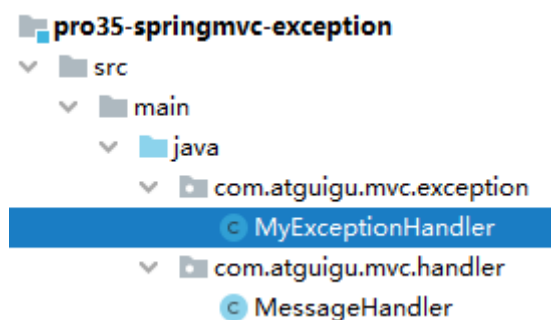 pro35-springmvc-exception
src
main
java
com.atguigu.mvc.exception
C MyExceptionHandler
com.atguigu.mvc.handler
C MessageHandler